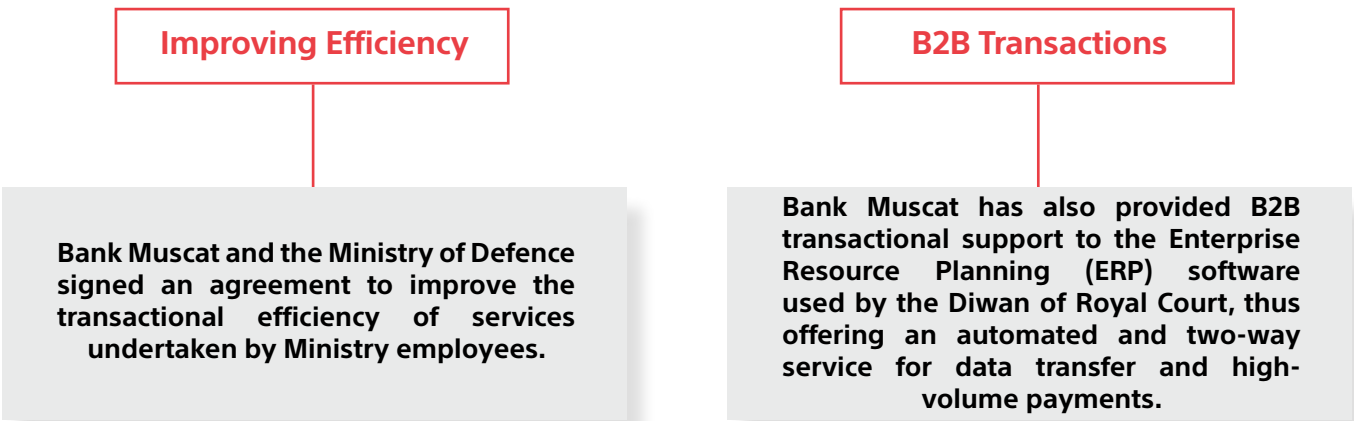 Improving Efficiency
Bank Muscat and the Ministry of Defence
signed an agreement to improve the
transactional efficiency of services
undertaken by Ministry employees.
B2B Transactions
Bank Muscat has also provided B2B
transactional support to the Enterprise
Resource Planning (ERP) software
used by the Diwan of Royal Court, thus
offering an automated and two-way
service for data transfer and high-
volume payments.